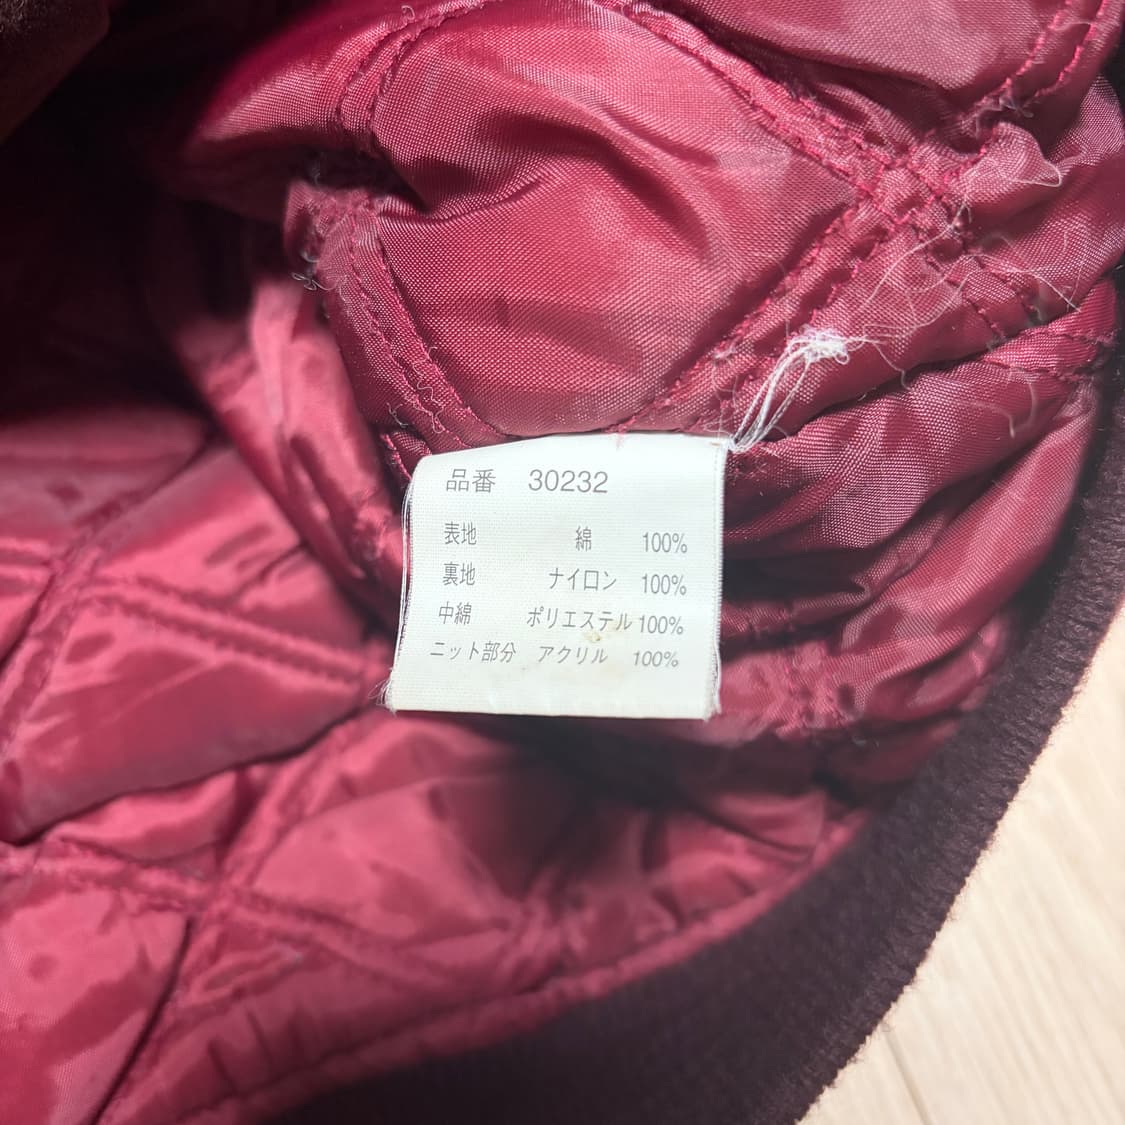 品番 30232
表地 綿 100%
裏地 ナイロン 100%
中綿 ポリエステル 100%
ニット部分 アクリル 100%